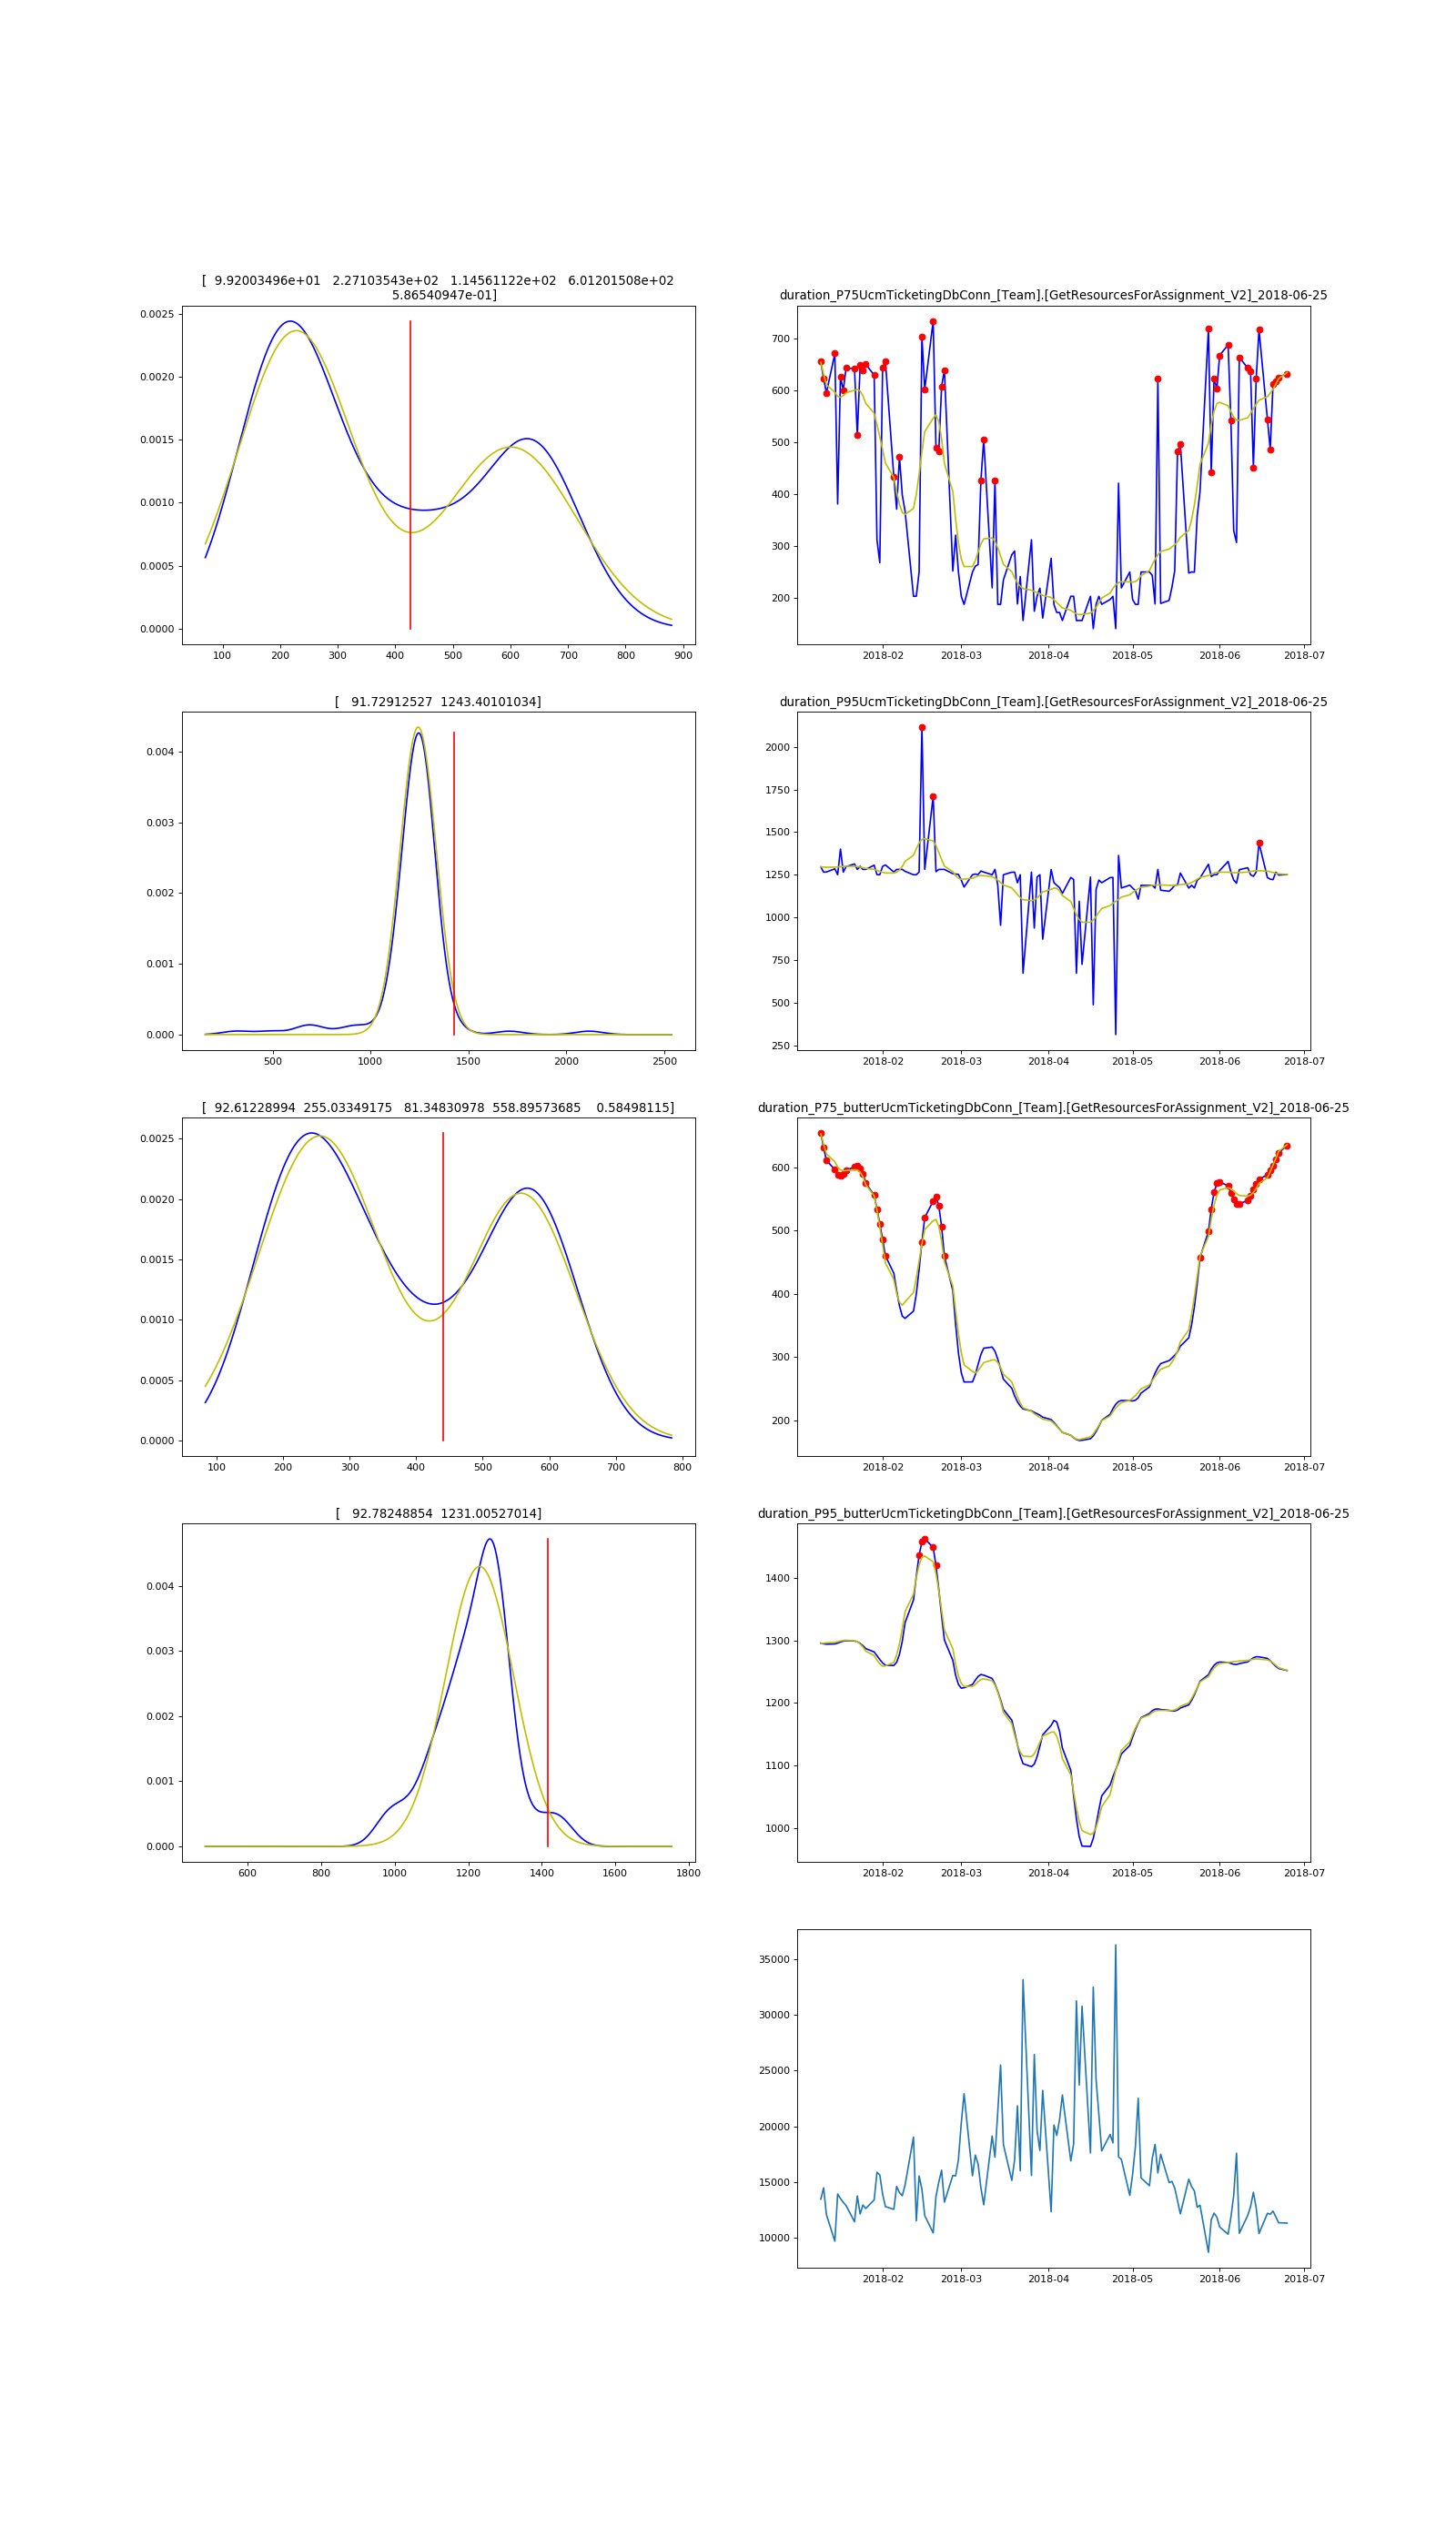 [  9.92003496e+01   2.27103543e+02   1.14561122e+02   6.01201508e+02
5.86540947e-01]
0.0025
0.0020
0.0015
0.0010
0.0005
0.0000
100 200 300 400 500 600 700 800 900
duration_P75UcmTicketingDbConn_[Team].[GetResourcesForAssignment_V2]_2018-06-25
700
600
500
400
300
200
2018-02 2018-03 2018-04 2018-05 2018-06 2018-07
[   91.72912527  1243.40101034]
0.004
0.003
0.002
0.001
0.000
500 1000 1500 2000 2500
duration_P95UcmTicketingDbConn_[Team].[GetResourcesForAssignment_V2]_2018-06-25
2000
1750
1500
1250
1000
750
500
250
2018-02 2018-03 2018-04 2018-05 2018-06 2018-07
[  92.61228994  255.03349175   81.34830978  558.89573685    0.58498115]
0.0025
0.0020
0.0015
0.0010
0.0005
0.0000
100 200 300 400 500 600 700 800
duration_P75_butterUcmTicketingDbConn_[Team].[GetResourcesForAssignment_V2]_2018-06-25
600
500
400
300
200
2018-02 2018-03 2018-04 2018-05 2018-06 2018-07
[   92.78248854  1231.00527014]
0.004
0.003
0.002
0.001
0.000
600 800 1000 1200 1400 1600 1800
duration_P95_butterUcmTicketingDbConn_[Team].[GetResourcesForAssignment_V2]_2018-06-25
1400
1300
1200
1100
1000
2018-02 2018-03 2018-04 2018-05 2018-06 2018-07
35000
30000
25000
20000
15000
10000
2018-02 2018-03 2018-04 2018-05 2018-06 2018-07